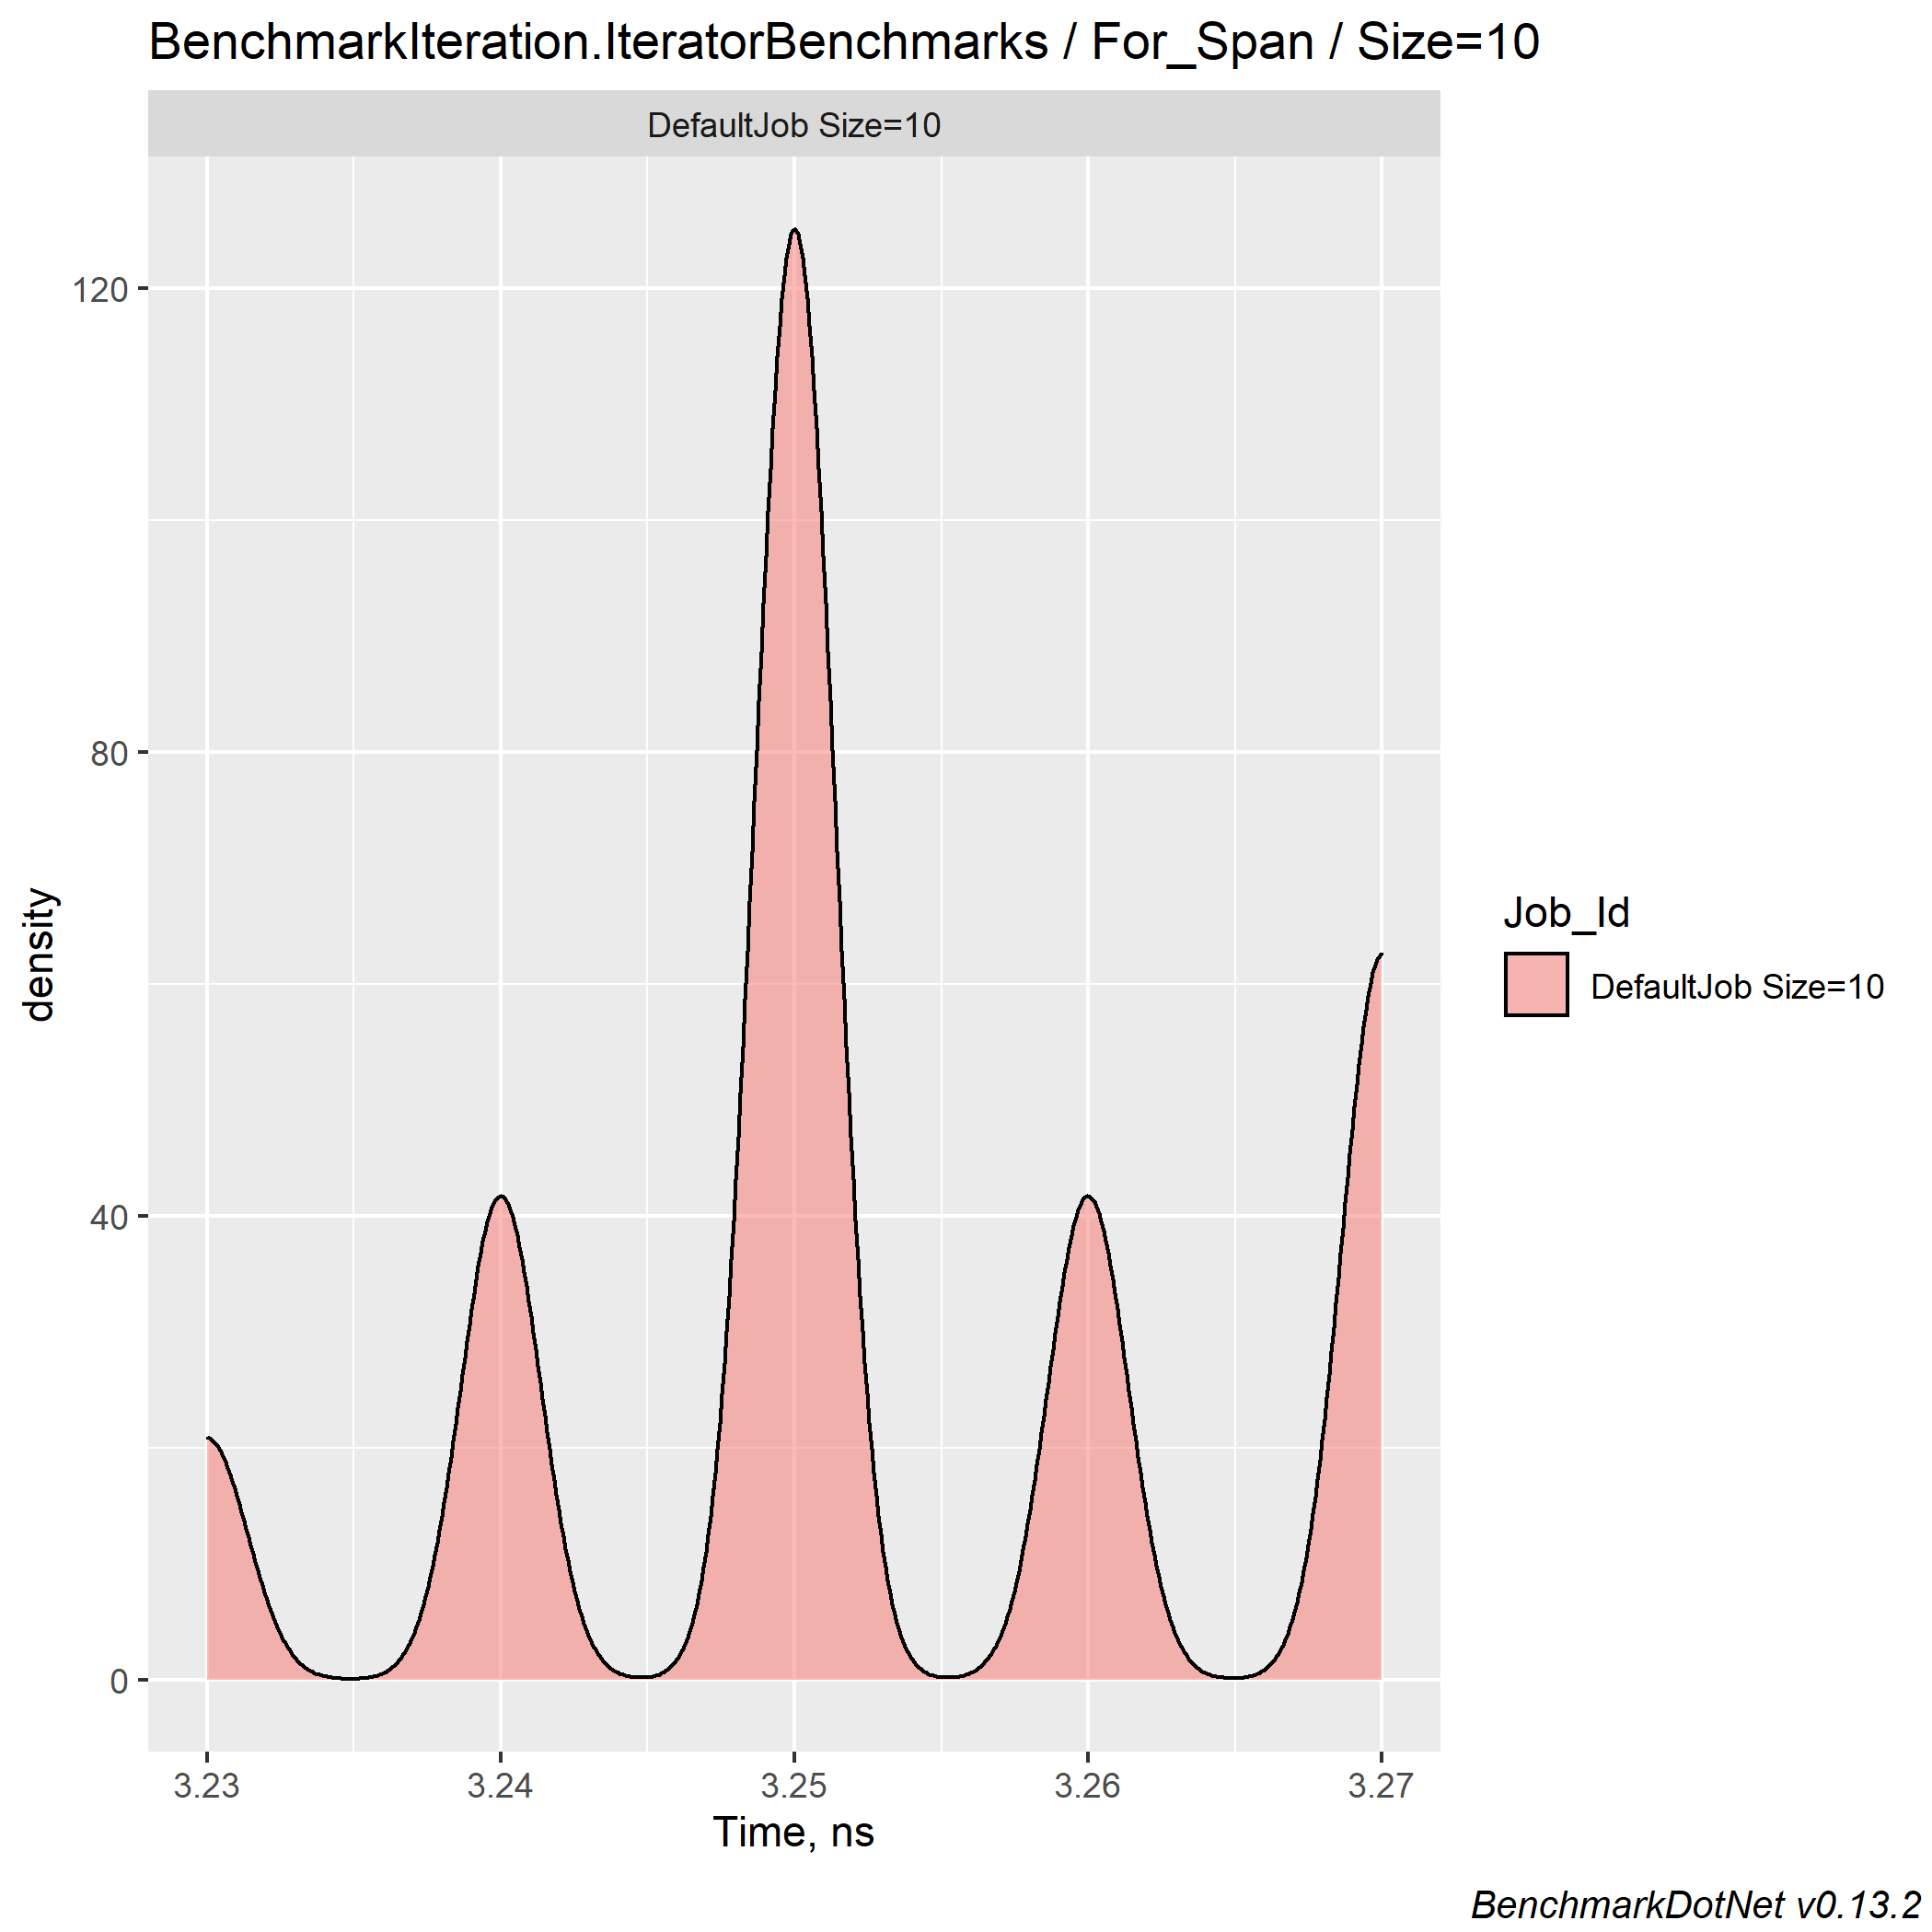 BenchmarkIteration.IteratorBenchmarks / For_Span / Size=10
DefaultJob Size=10
120
80
40
0
density
3.23 3.24 3.25 3.26 3.27
Time, ns
Job_Id
DefaultJob Size=10
BenchmarkDotNet v0.13.2